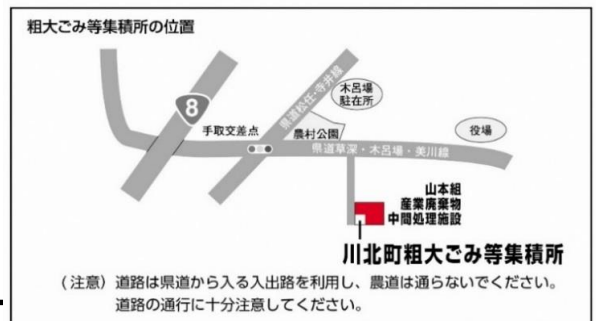 粗大ごみ等集積所の位置
8
県道松任・寺井線
木呂場
駐在所
手取交差点
農村公園
役場
県道草深・木呂場・美川線
山本組
産業廃棄物
中間処理施設
川北町粗大ごみ等集積所
(注意) 道路は県道から入る入出路を利用し、農道は通らないでください。
道路の通行に十分注意してください。